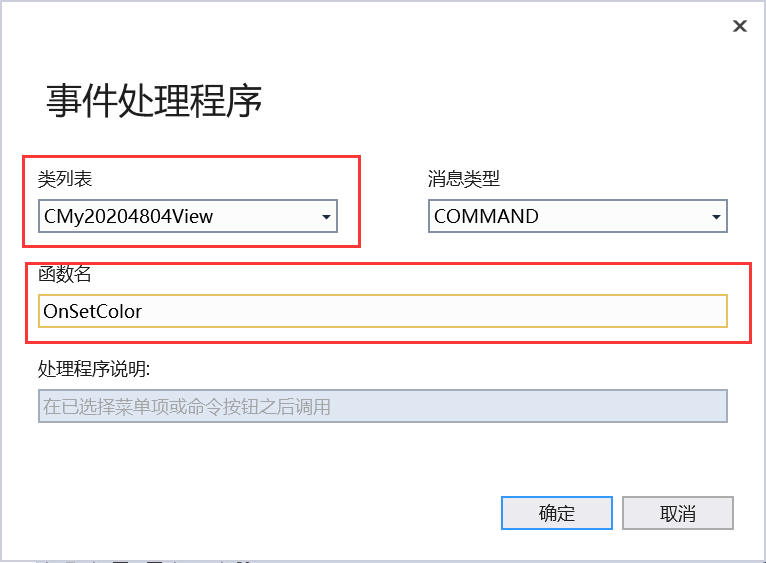 事件处理程序
类列表
消息类型
CMy20204804View
COMMAND
函数名
OnSetColor
处理程序说明:
在已选择菜单项或命令按钮之后调用
确定
取消